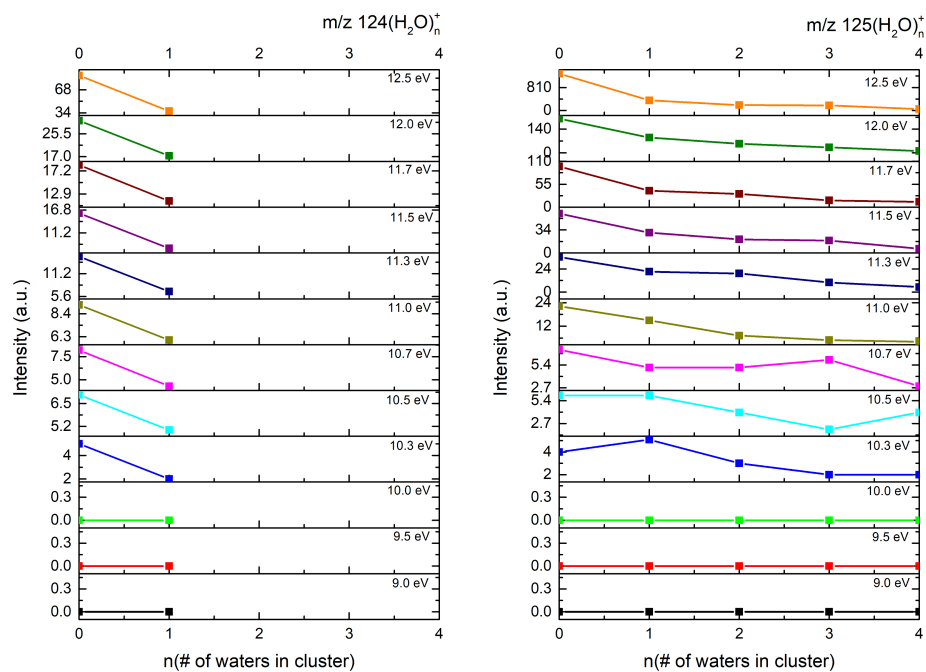 m/z 124(H₂O)ₙ⁺
0 1 2 3 4
12.5 eV
68
34
12.0 eV
25.5
17.0
11.7 eV
17.2
12.9
11.5 eV
16.8
11.2
11.3 eV
11.2
5.6
11.0 eV
8.4
6.3
10.7 eV
7.5
5.0
10.5 eV
6.5
5.2
10.3 eV
4
2
10.0 eV
0.3
0.0
9.5 eV
0.3
0.0
9.0 eV
0.3
0.0
0 1 2 3 4
Intensity (a.u.)
n(# of waters in cluster)
m/z 125(H₂O)ₙ⁺
0 1 2 3 4
12.5 eV
810
0
12.0 eV
140
0
11.7 eV
110
55
0
11.5 eV
34
0
11.3 eV
24
0
11.0 eV
24
12
10.7 eV
5.4
2.7
10.5 eV
5.4
2.7
10.3 eV
4
2
10.0 eV
0.3
0.0
9.5 eV
0.3
0.0
9.0 eV
0.3
0.0
0 1 2 3 4
Intensity (a.u.)
n(# of waters in cluster)